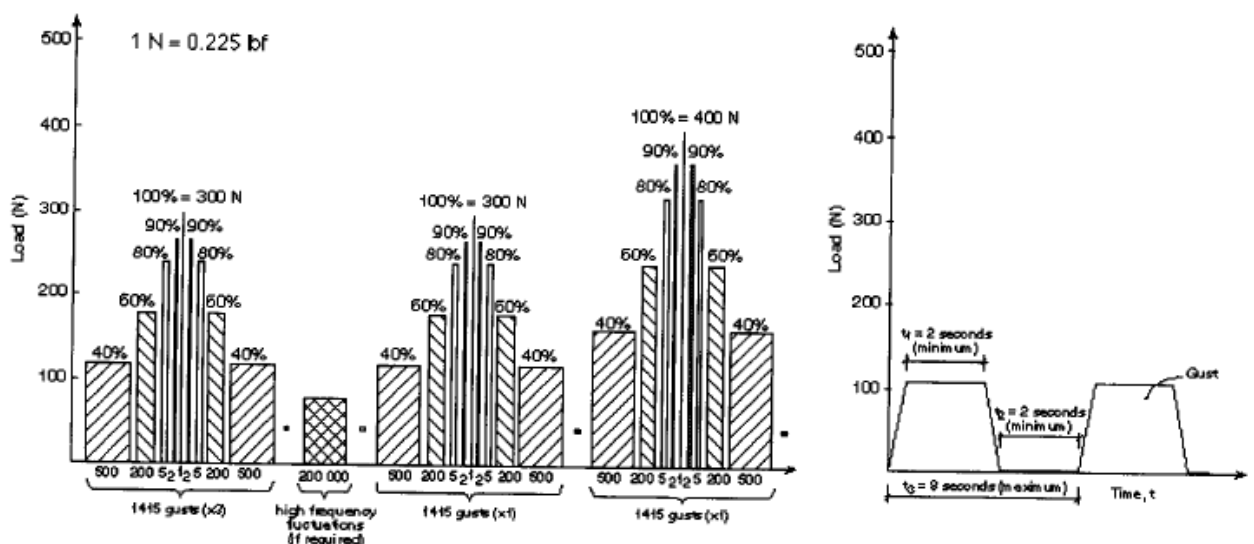 500
1 N = 0.225 lbf
400
300
200
100
Load (N)
100% = 300 N
90% 90%
80% 80%
60% 60%
40% 40%
500 200 5 2 1 2 5 200 500
1415 gusts (x3)
200 000
high frequency
fluctuations
(if required)
100% = 300 N
90% 90%
80% 80%
60% 60%
40% 40%
500 200 5 2 1 2 5 200 500
1415 gusts (x1)
100% = 400 N
90% 90%
80% 80%
60% 60%
40% 40%
500 200 5 2 1 2 5 200 500
1415 gusts (x1)
500
400
300
200
100
Load (N)
t₁ = 2 seconds
(minimum)
t₂ = 2 seconds
(minimum)
Gust
t₃ = 8 seconds (maximum)
Time, t